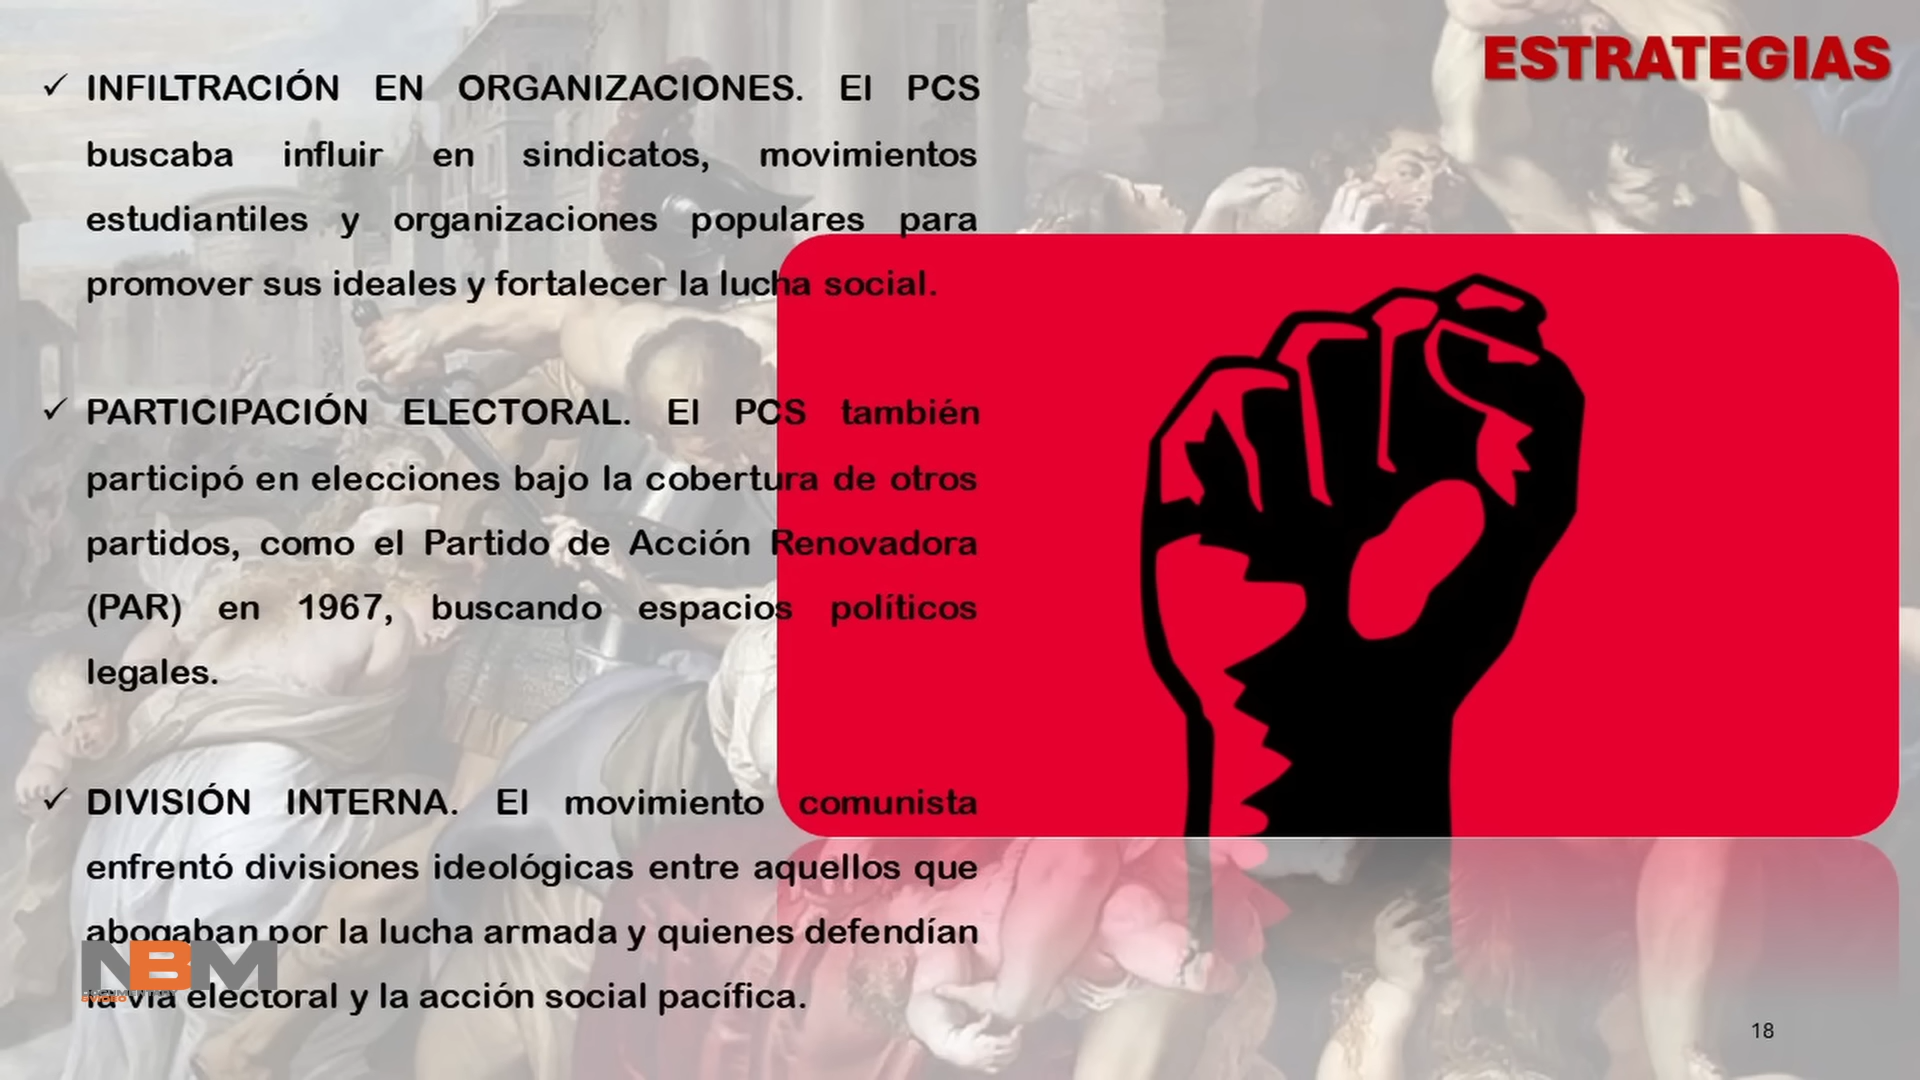 ESTRATEGIAS
✓ INFILTRACIÓN EN ORGANIZACIONES. El PCS
buscaba influir en sindicatos, movimientos
estudiantiles y organizaciones populares para
promover sus ideales y fortalecer la lucha social.
✓ PARTICIPACIÓN ELECTORAL. El PCS también
participó en elecciones bajo la cobertura de otros
partidos, como el Partido de Acción Renovadora
(PAR) en 1967, buscando espacios políticos
legales.
✓ DIVISIÓN INTERNA. El movimiento comunista
enfrentó divisiones ideológicas entre aquellos que
abogaban por la lucha armada y quienes defendían
la vía electoral y la acción social pacífica.
NBM
18